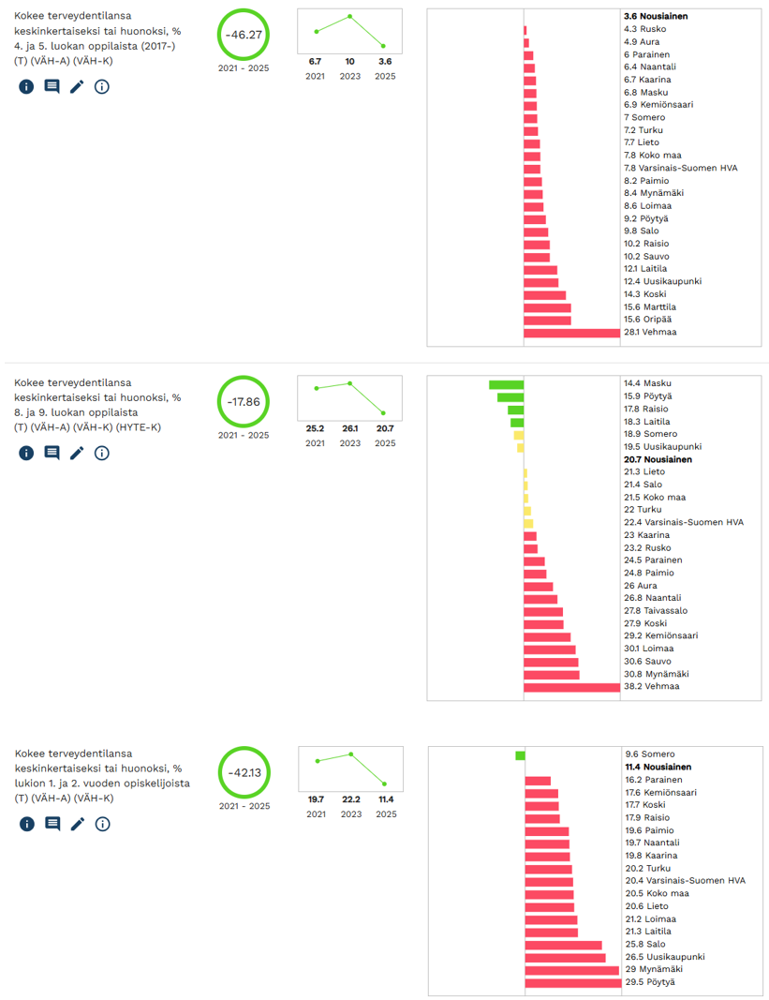 Kokee terveydentilansa
keskinkertaiseksi tai huonoksi, %
4. ja 5. luokan oppilaista (2017-)
(T) (VÄH-A) (VÄH-K)
-46.27
2021 - 2025
6.7 10 3.6
2021 2023 2025
3.6 Nousiainen
4.3 Rusko
4.9 Aura
6 Parainen
6.4 Naantali
6.7 Kaarina
6.8 Masku
6.9 Kemiönsaari
7 Somero
7.2 Turku
7.7 Lieto
7.8 Koko maa
7.8 Varsinais-Suomen HVA
8.2 Paimio
8.4 Mynämäki
8.6 Loimaa
9.2 Pöytyä
9.8 Salo
10.2 Raisio
10.2 Sauvo
12.1 Laitila
12.4 Uusikaupunki
14.3 Koski
15.6 Marttila
15.6 Oripää
28.1 Vehmaa
Kokee terveydentilansa
keskinkertaiseksi tai huonoksi, %
8. ja 9. luokan oppilaista
(T) (VÄH-A) (VÄH-K) (HYTE-K)
-17.86
2021 - 2025
25.2 26.1 20.7
2021 2023 2025
14.4 Masku
15.9 Pöytyä
17.8 Raisio
18.3 Laitila
18.9 Somero
19.5 Uusikaupunki
20.7 Nousiainen
21.3 Lieto
21.4 Salo
21.5 Koko maa
22 Turku
22.4 Varsinais-Suomen HVA
23 Kaarina
23.2 Rusko
24.5 Parainen
24.8 Paimio
26 Aura
26.8 Naantali
27.8 Taivassalo
27.9 Koski
29.2 Kemiönsaari
30.1 Loimaa
30.6 Sauvo
30.8 Mynämäki
38.2 Vehmaa
Kokee terveydentilansa
keskinkertaiseksi tai huonoksi, %
lukion 1. ja 2. vuoden opiskelijoista
(T) (VÄH-A) (VÄH-K)
-42.13
2021 - 2025
19.7 22.2 11.4
2021 2023 2025
9.6 Somero
11.4 Nousiainen
16.2 Parainen
17.6 Kemiönsaari
17.7 Koski
17.9 Raisio
19.6 Paimio
19.7 Naantali
19.8 Kaarina
20.2 Turku
20.4 Varsinais-Suomen HVA
20.5 Koko maa
20.6 Lieto
21.2 Loimaa
21.3 Laitila
25.8 Salo
26.5 Uusikaupunki
29 Mynämäki
29.5 Pöytyä